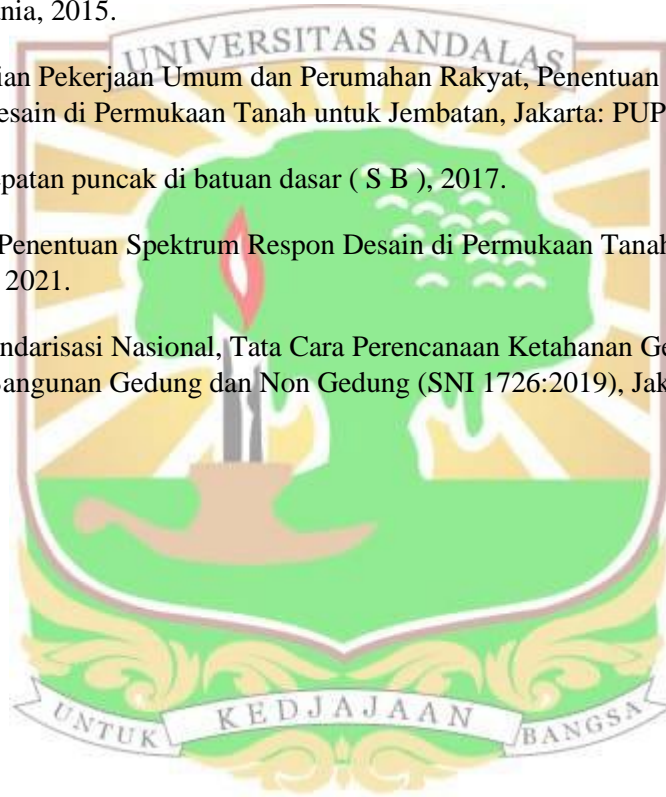 nia, 2015.
UNIVERSITAS ANDALAS
ian Pekerjaan Umum dan Perumahan Rakyat, Penentuan
esain di Permukaan Tanah untuk Jembatan, Jakarta: PUP
patan puncak di batuan dasar ( S B ), 2017.
Penentuan Spektrum Respon Desain di Permukaan Tanah
2021.
ndarisasi Nasional, Tata Cara Perencanaan Ketahanan Ge
Bangunan Gedung dan Non Gedung (SNI 1726:2019), Jak
UNTUK KEDJAJAAN BANGSA